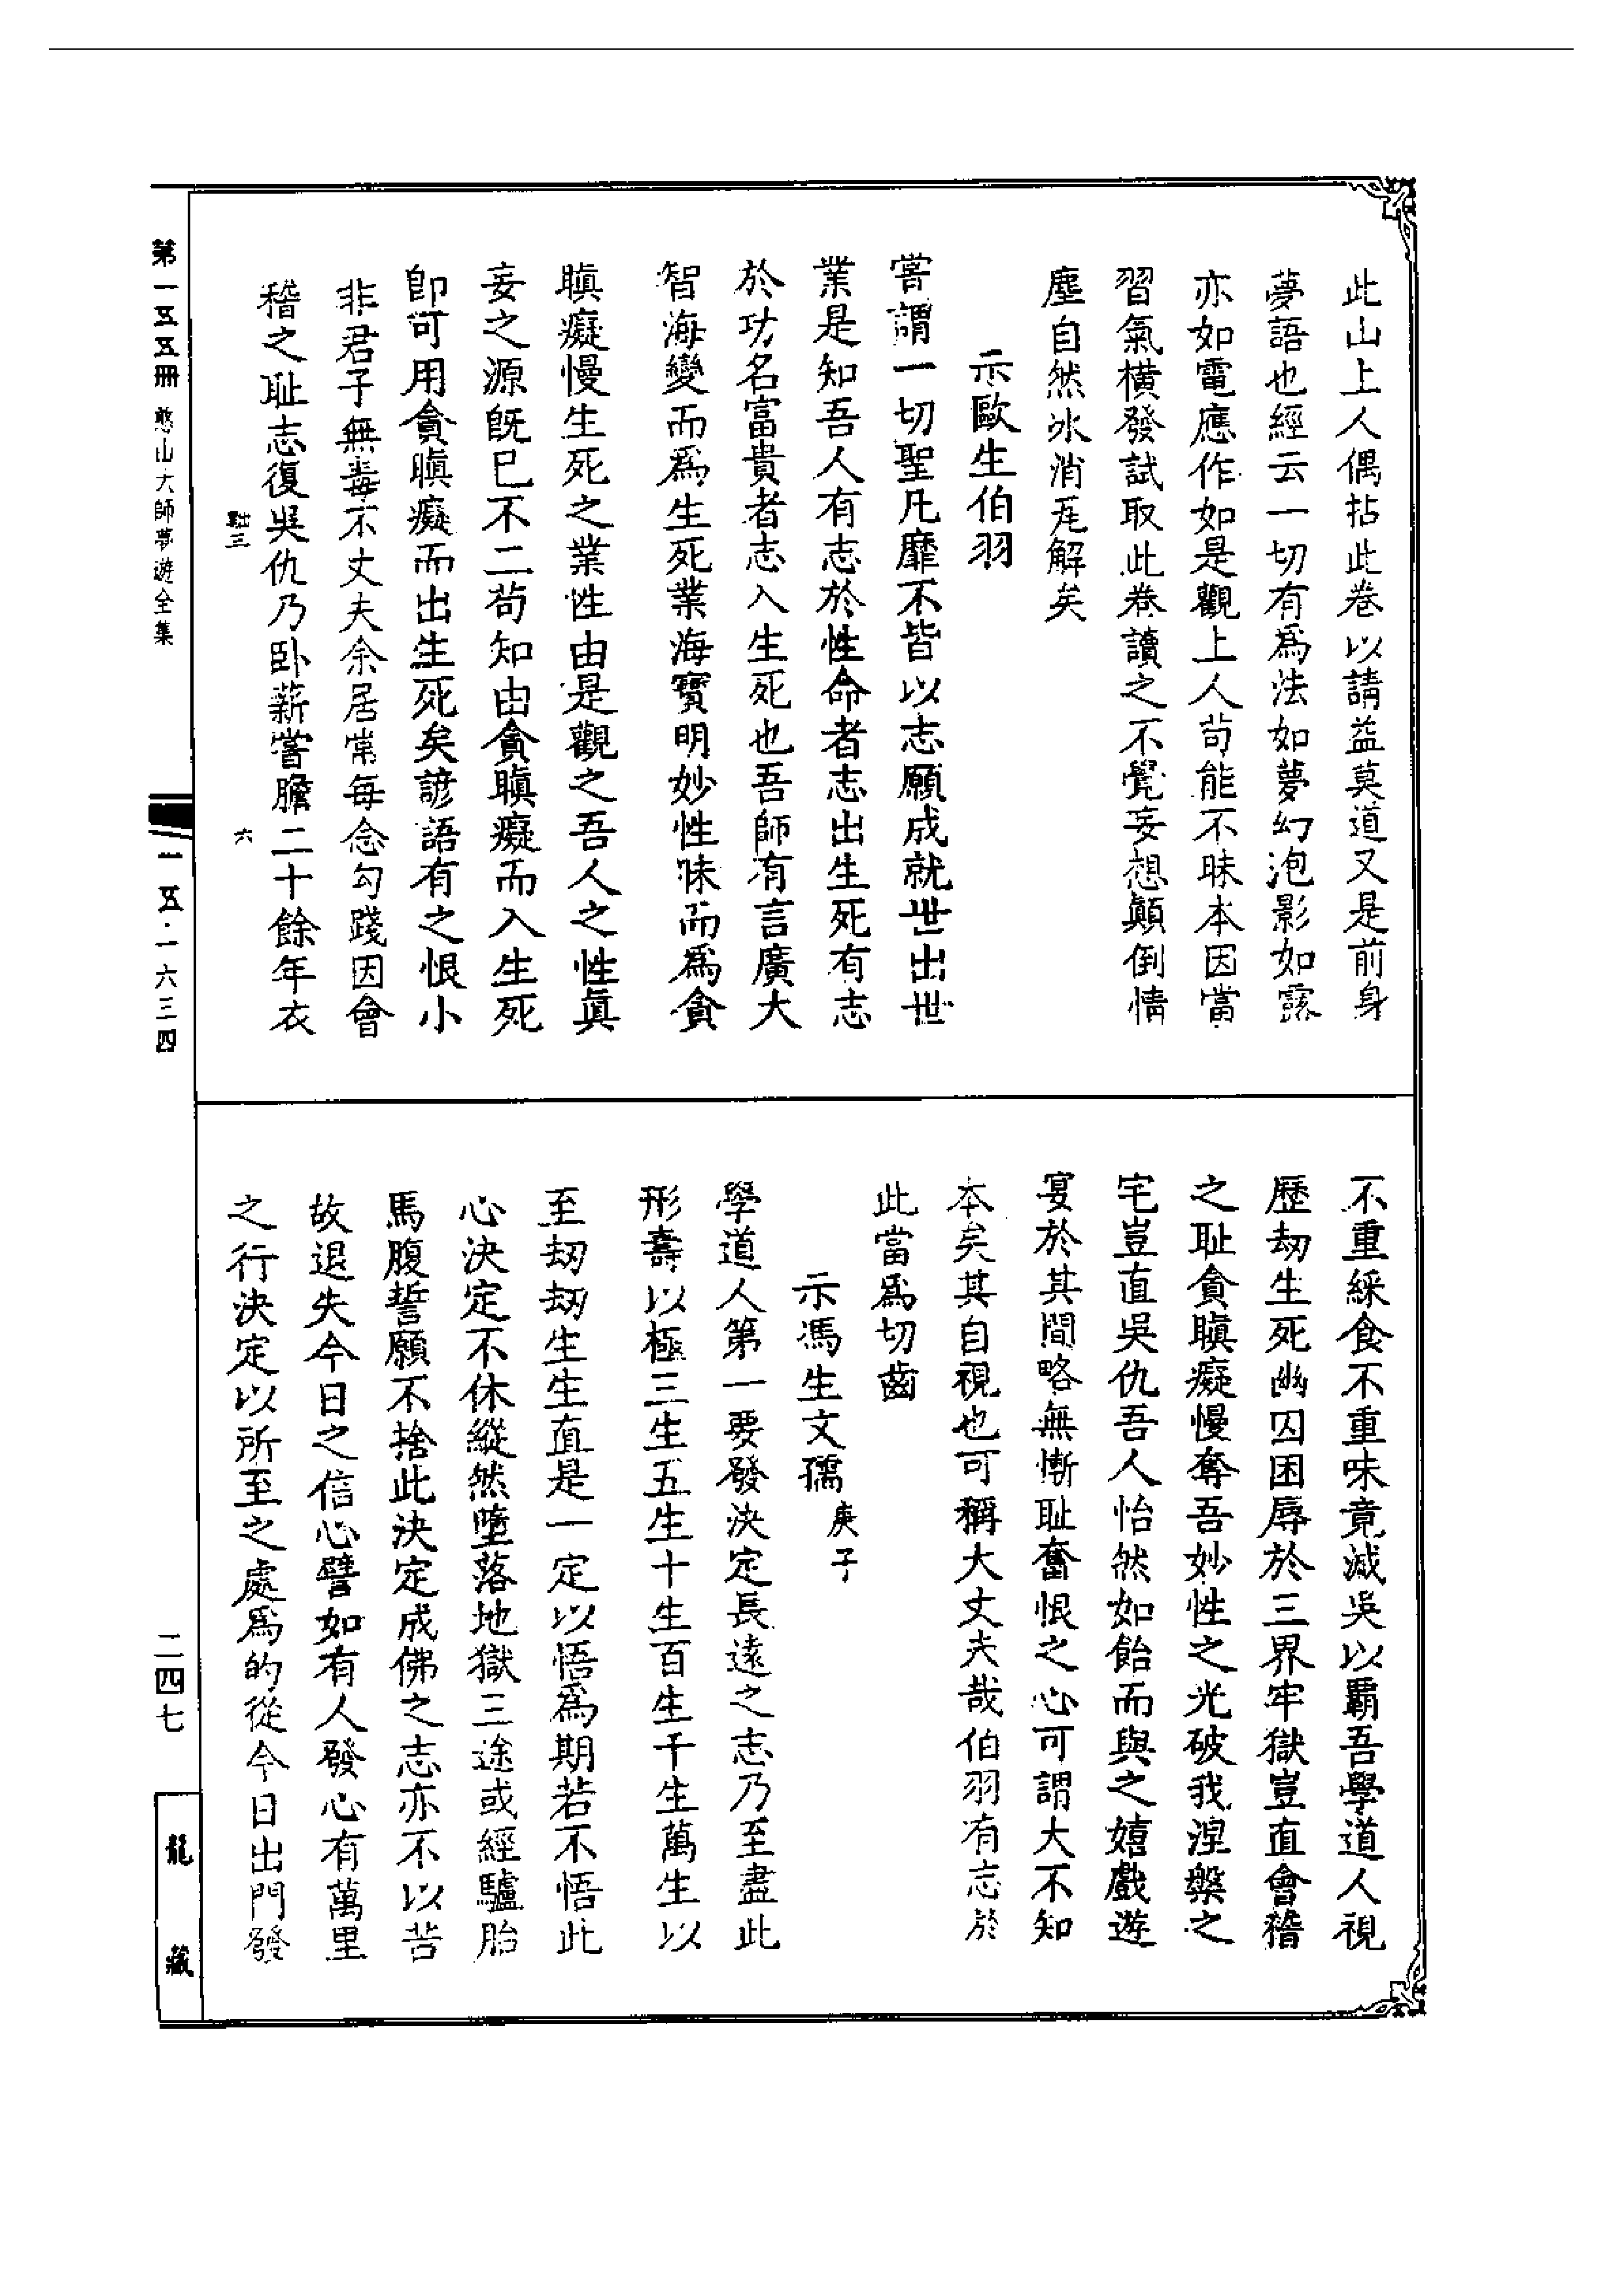 此山上人偶拈此卷以請益莫道又是前身
夢語也經云一切有爲法如夢幻泡影如露
亦如電應作如是觀上人苟能不昧本因當
習氣橫發試取此卷讀之不覺妄想顛倒情
塵自然冰消瓦解矣
示歐生伯羽
嘗謂一切聖凡靡不皆以志願成就世出世
業是知吾人有志於性命者志出生死有志
於功名富貴者志入生死也吾師有言廣大
智海變而爲生死業海寶明妙性昧而爲貪
瞋癡慢生死之業性由是觀之吾人之性眞
妄之源旣已不二苟知由貪瞋癡而入生死
卽可用貪瞋癡而出生死矣諺語有之恨小
非君子無毒不丈夫余居常每念勾踐因會
稽之耻志復吳仇乃卧薪嘗膽二十餘年衣
六
不重綵食不重味竟滅吳以霸吾學道人視
歷劫生死幽囚困辱於三界牢獄豈直會稽
之耻貪瞋癡慢奪吾妙性之光破我涅槃之
宅豈直吳仇吾人怡然如飴而與之嬉戲遊
宴於其間略無慚耻奮恨之心可謂大不知
本矣其自視也可稱大丈夫哉伯羽有志於
此當爲切齒
示馮生文孺 庚子
學道人第一要發決定長遠之志乃至盡此
形壽以極三生五生十生百生千生萬生以
至劫劫生生直是一定以悟爲期若不悟此
心決定不休縱然墮落地獄三途或經驢胎
馬腹誓願不捨此決定成佛之志亦不以苦
故退失今日之信心譬如有人發心有萬里
之行決定以所至之處爲的從今日出門發
第一五五冊 憨山大師夢遊全集
一五·一六三四
二四七
龍藏